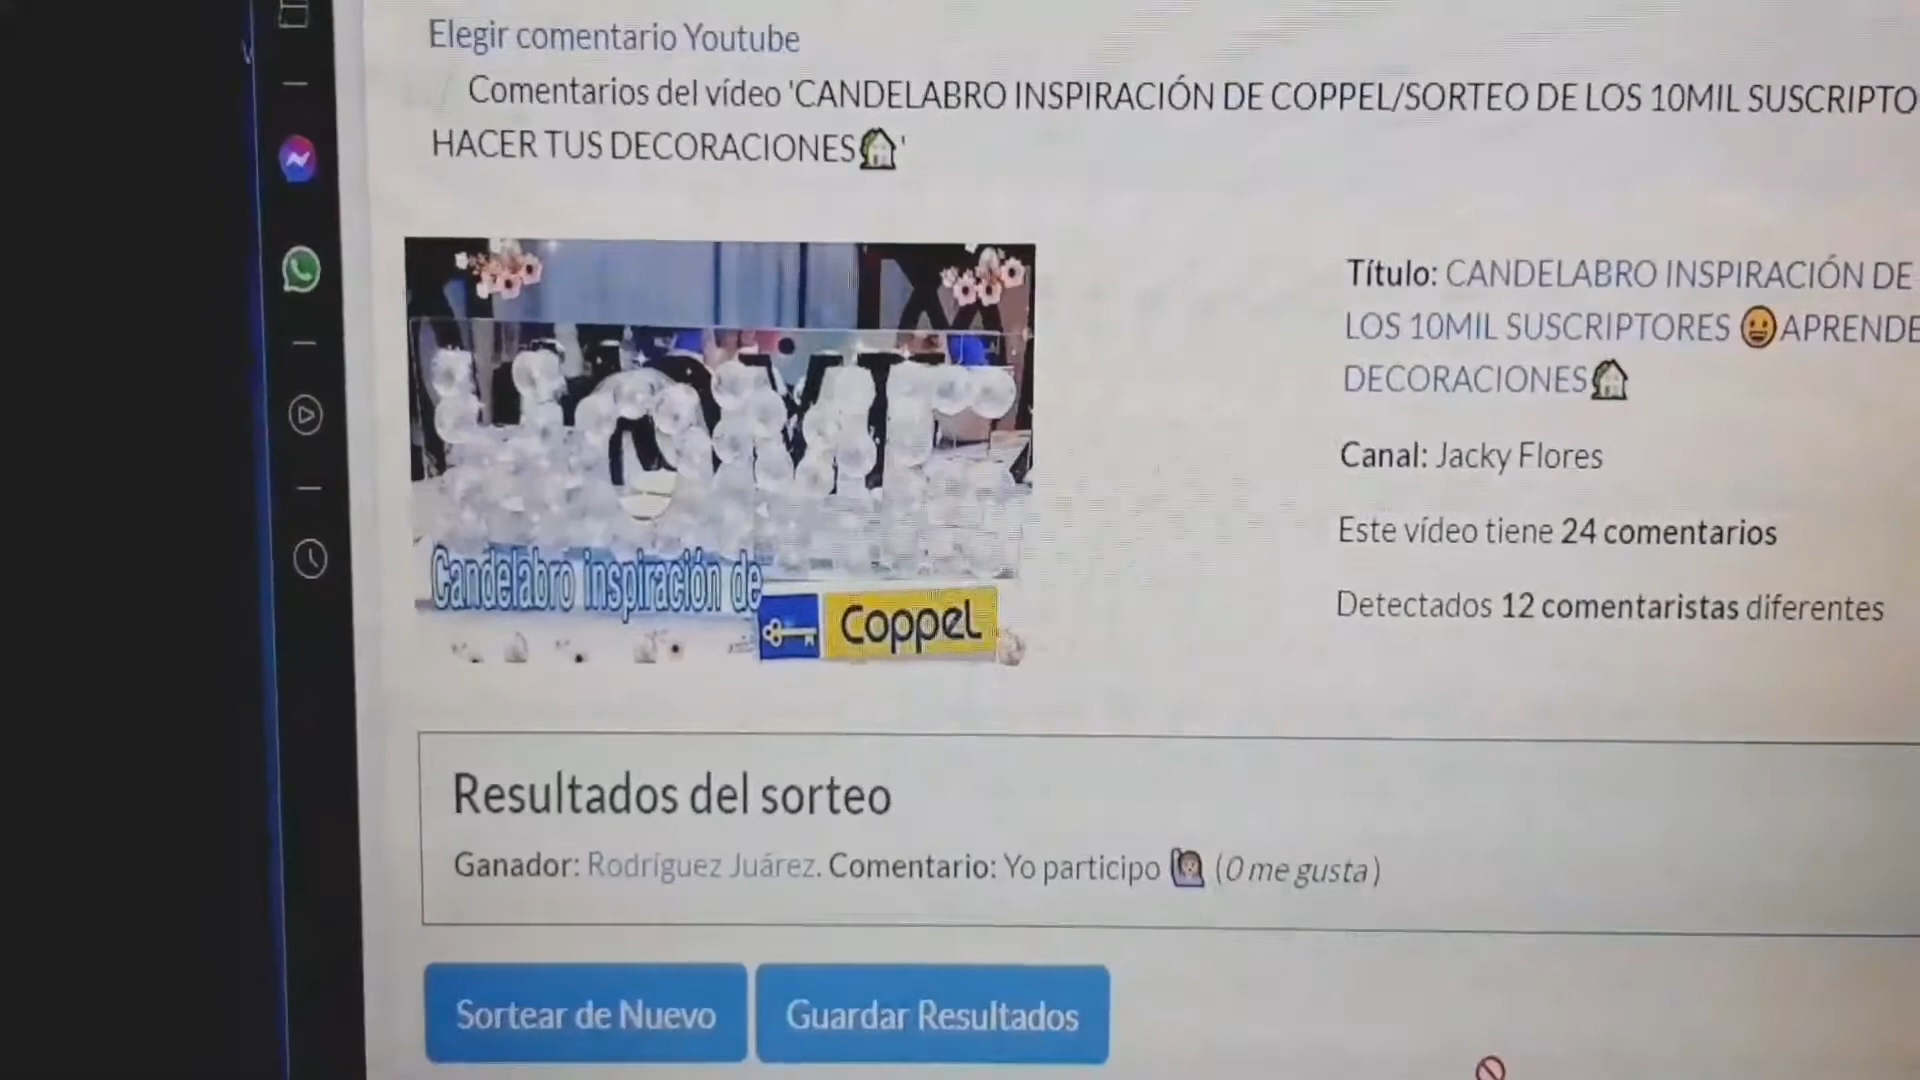 Elegir comentario Youtube
Comentarios del vídeo 'CANDELABRO INSPIRACIÓN DE COPPEL/SORTEO DE LOS 10MIL SUSCRIPTO
HACER TUS DECORACIONES🏠'
HOME
Candelabro inspiración de
Coppel
Título: CANDELABRO INSPIRACIÓN DE
LOS 10MIL SUSCRIPTORES 😀APRENDE
DECORACIONES🏠
Canal: Jacky Flores
Este vídeo tiene 24 comentarios
Detectados 12 comentaristas diferentes
Resultados del sorteo
Ganador: Rodríguez Juárez. Comentario: Yo participo 🙋 (0 me gusta)
Sortear de Nuevo
Guardar Resultados